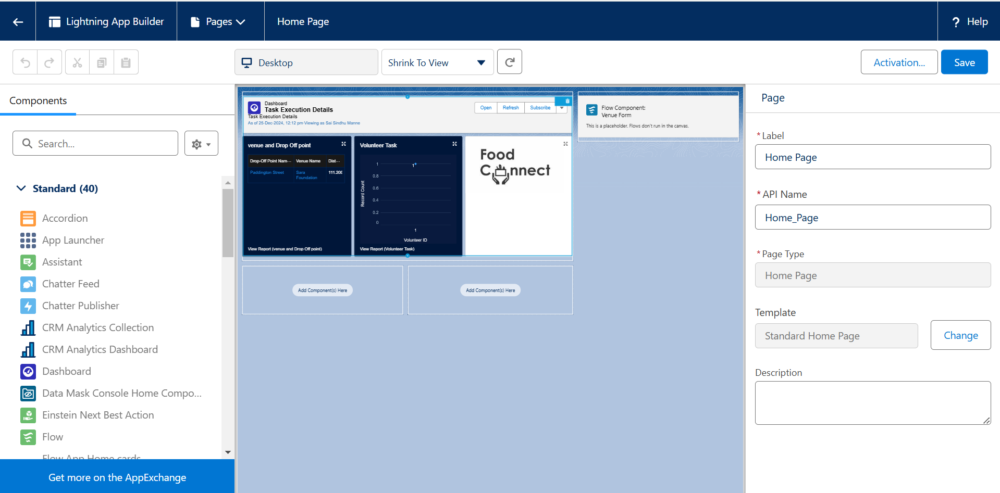 Lightning App Builder
Pages
Home Page
? Help
Desktop
Shrink To View
Activation...
Save
Components
Search...
Standard (40)
Accordion
App Launcher
Assistant
Chatter Feed
Chatter Publisher
CRM Analytics Collection
CRM Analytics Dashboard
Dashboard
Data Mask Console Home Compo...
Einstein Next Best Action
Flow
Flow App Home cards
Get more on the AppExchange
Dashboard
Task Execution Details
Task Execution Details
As of 25-Dec-2024, 12:12 pm·Viewing as Sai Sindhu Manne
Open
Refresh
Subscribe
venue and Drop Off point
Drop-Off Point Nam...
Venue Name
Dist...
Paddington Street
Sara
Foundation
111.200
View Report (venue and Drop Off point)
Volunteer Task
Record Count
1
0.8
0.6
0.4
0.2
0
1
1
Volunteer ID
View Report (Volunteer Task)
Food
Connect
Flow Component:
Venue Form
This is a placeholder. Flows don't run in the canvas.
Add Component(s) Here
Add Component(s) Here
Page
*Label
Home Page
*API Name
Home_Page
*Page Type
Home Page
Template
Standard Home Page
Change
Description